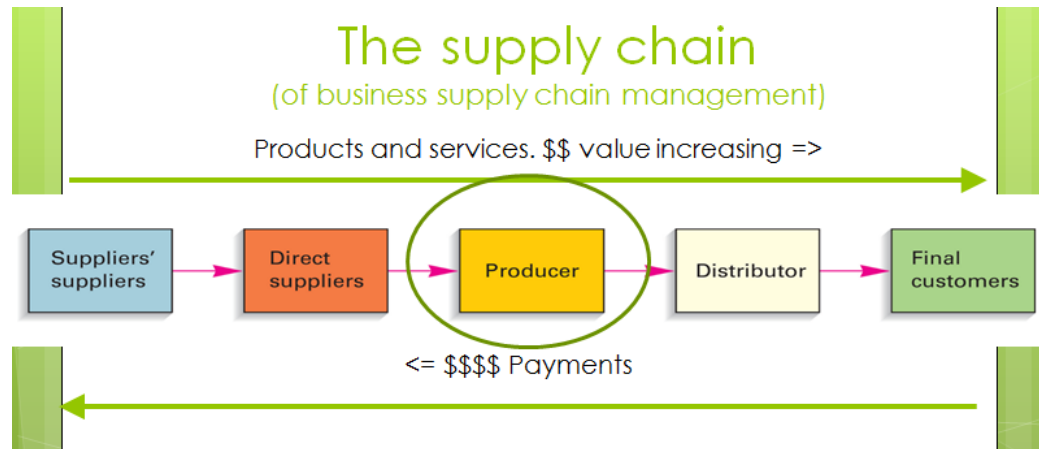 The supply chain
(of business supply chain management)
Products and services. $$ value increasing =>
Suppliers'
suppliers
Direct
suppliers
Producer
Distributor
Final
customers
<= $$$$ Payments